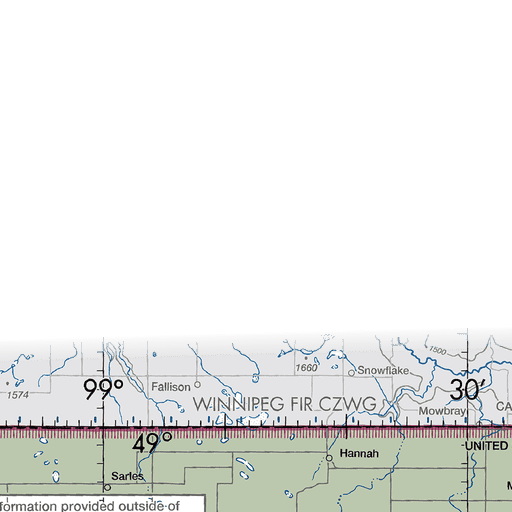 1500
1660
Snowflake
1574
99°
Fallison
30′
WINNIPEG FIR CZWG
Mowbray
CA
49°
UNITED
Hannah
Sarles
M
formation provided outside of